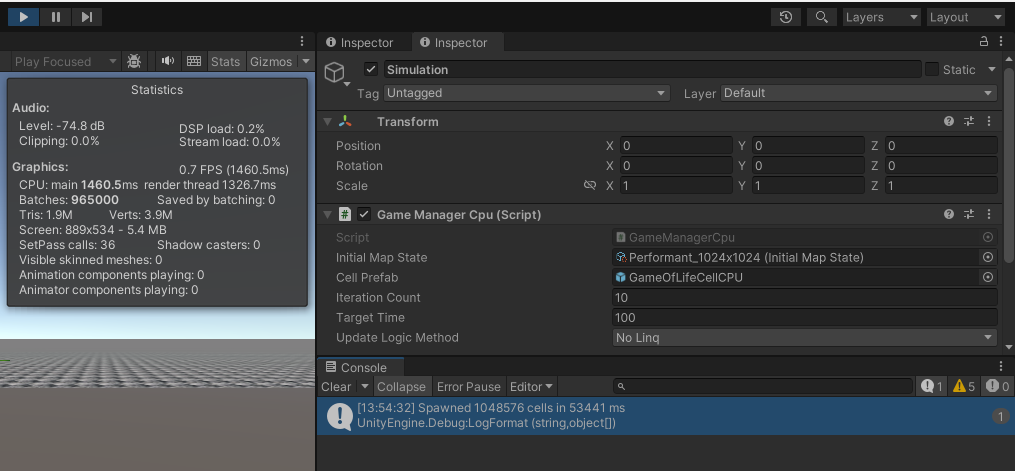 Layers
Layout
Play Focused
Stats
Gizmos
Statistics
Audio:
Level: -74.8 dB
DSP load: 0.2%
Clipping: 0.0%
Stream load: 0.0%
Graphics:
0.7 FPS (1460.5ms)
CPU: main 1460.5ms render thread 1326.7ms
Batches: 965000
Saved by batching: 0
Tris: 1.9M
Verts: 3.9M
Screen: 889x534 - 5.4 MB
SetPass calls: 36
Shadow casters: 0
Visible skinned meshes: 0
Animation components playing: 0
Animator components playing: 0
Inspector
Inspector
Simulation
Static
Tag Untagged
Layer Default
Transform
Position X 0 Y 0 Z 0
Rotation X 0 Y 0 Z 0
Scale X 1 Y 1 Z 1
# Game Manager Cpu (Script)
Script # GameManagerCpu
Initial Map State Performant_1024x1024 (Initial Map State)
Cell Prefab GameOfLifeCellCPU
Iteration Count 10
Target Time 100
Update Logic Method No Linq
Console
Clear Collapse Error Pause Editor 1 5 0
[13:54:32] Spawned 1048576 cells in 53441 ms
UnityEngine.Debug:LogFormat (string,object[])
1